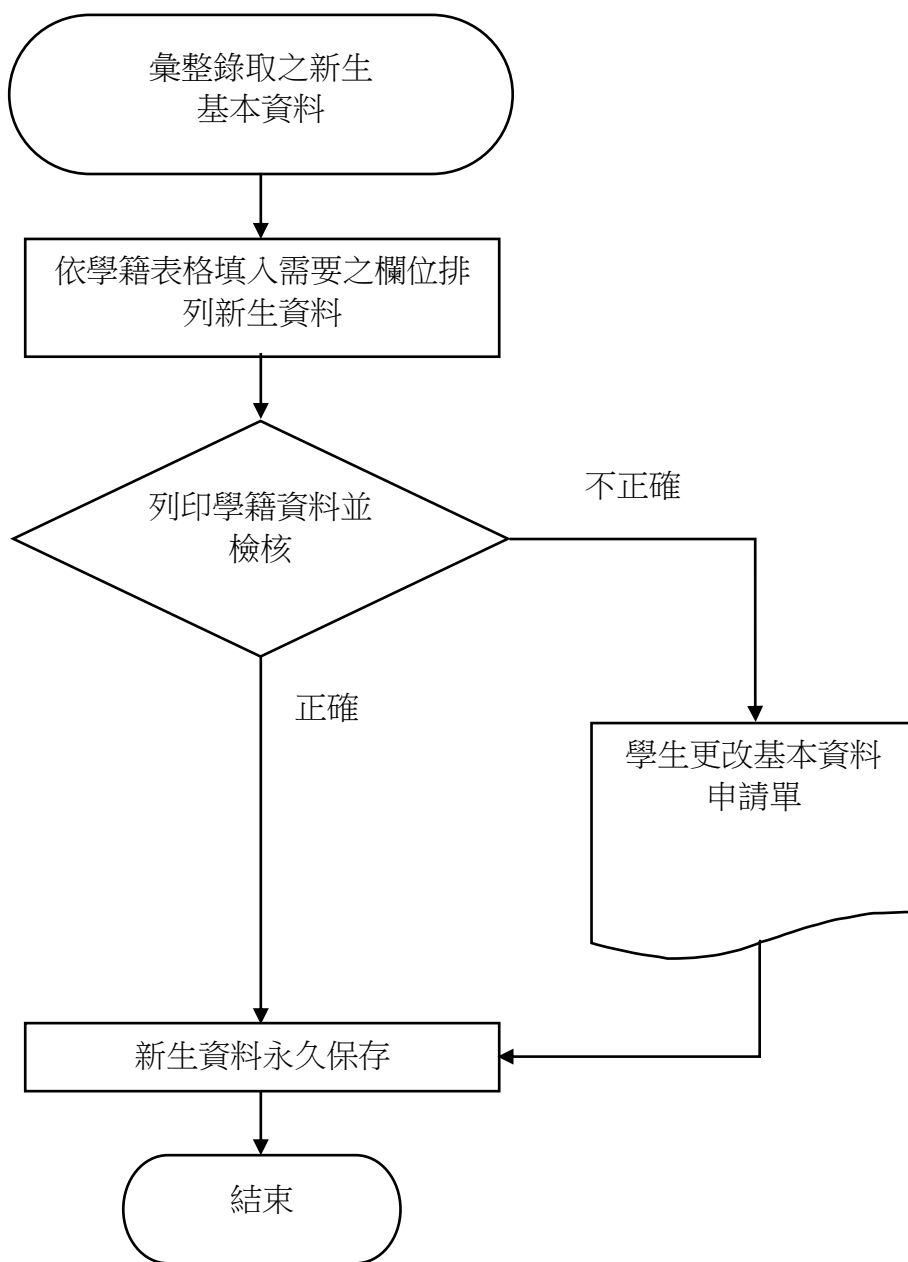 彙整錄取之新生
基本資料
依學籍表格填入需要之欄位排
列新生資料
列印學籍資料並
檢核
不正確
正確
學生更改基本資料
申請單
新生資料永久保存
結束